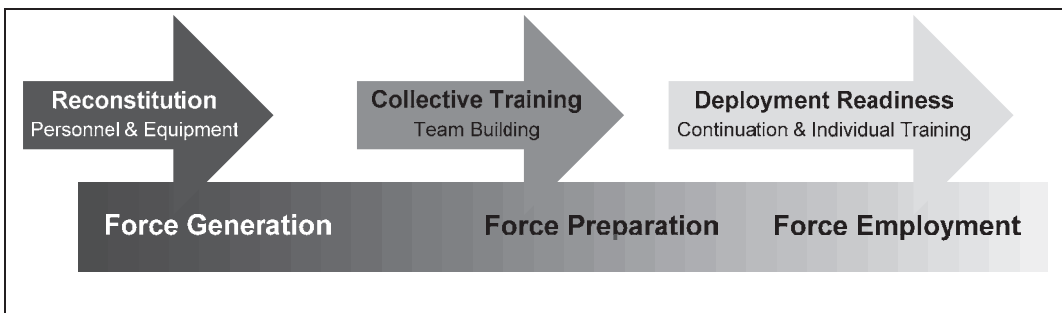 Reconstitution
Personnel & Equipment
Collective Training
Team Building
Deployment Readiness
Continuation & Individual Training
Force Generation
Force Preparation
Force Employment